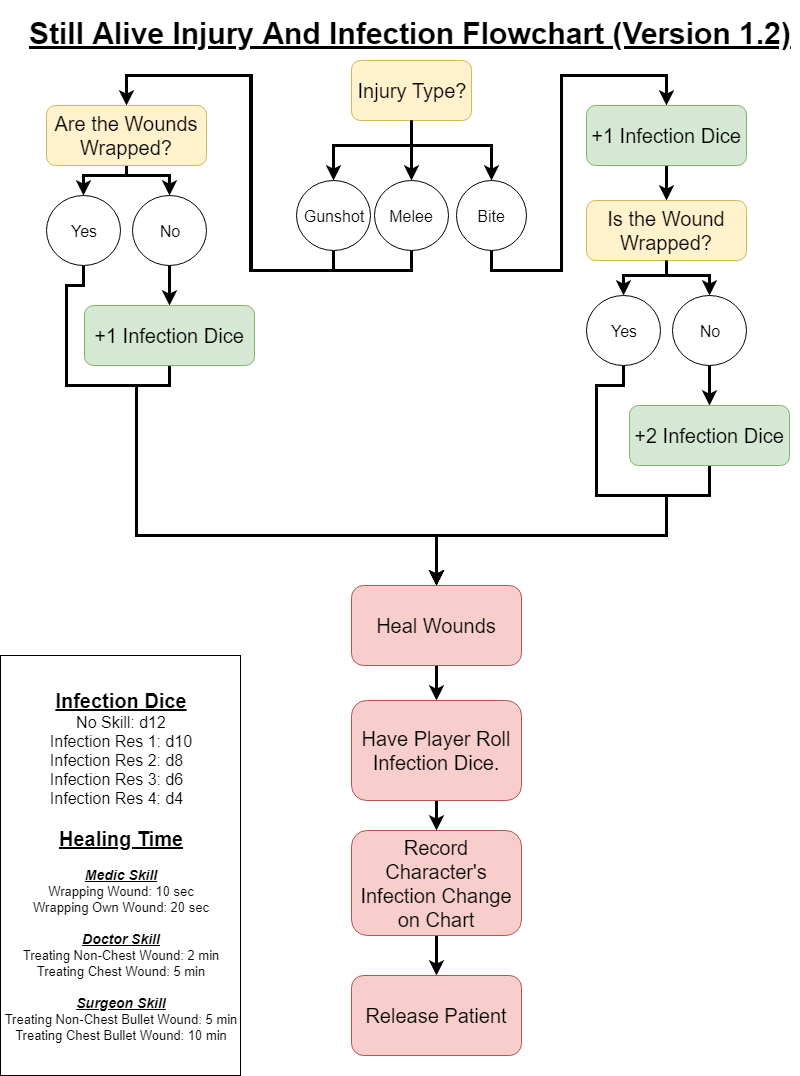 Still Alive Injury And Infection Flowchart (Version 1.2)
Injury Type?
Are the Wounds
Wrapped?
+1 Infection Dice
Gunshot
Melee
Bite
Yes
No
Is the Wound
Wrapped?
+1 Infection Dice
Yes
No
+2 Infection Dice
Heal Wounds
Have Player Roll
Infection Dice.
Record
Character's
Infection Change
on Chart
Release Patient
Infection Dice
No Skill: d12
Infection Res 1: d10
Infection Res 2: d8
Infection Res 3: d6
Infection Res 4: d4
Healing Time
Medic Skill
Wrapping Wound: 10 sec
Wrapping Own Wound: 20 sec
Doctor Skill
Treating Non-Chest Wound: 2 min
Treating Chest Wound: 5 min
Surgeon Skill
Treating Non-Chest Bullet Wound: 5 min
Treating Chest Bullet Wound: 10 min